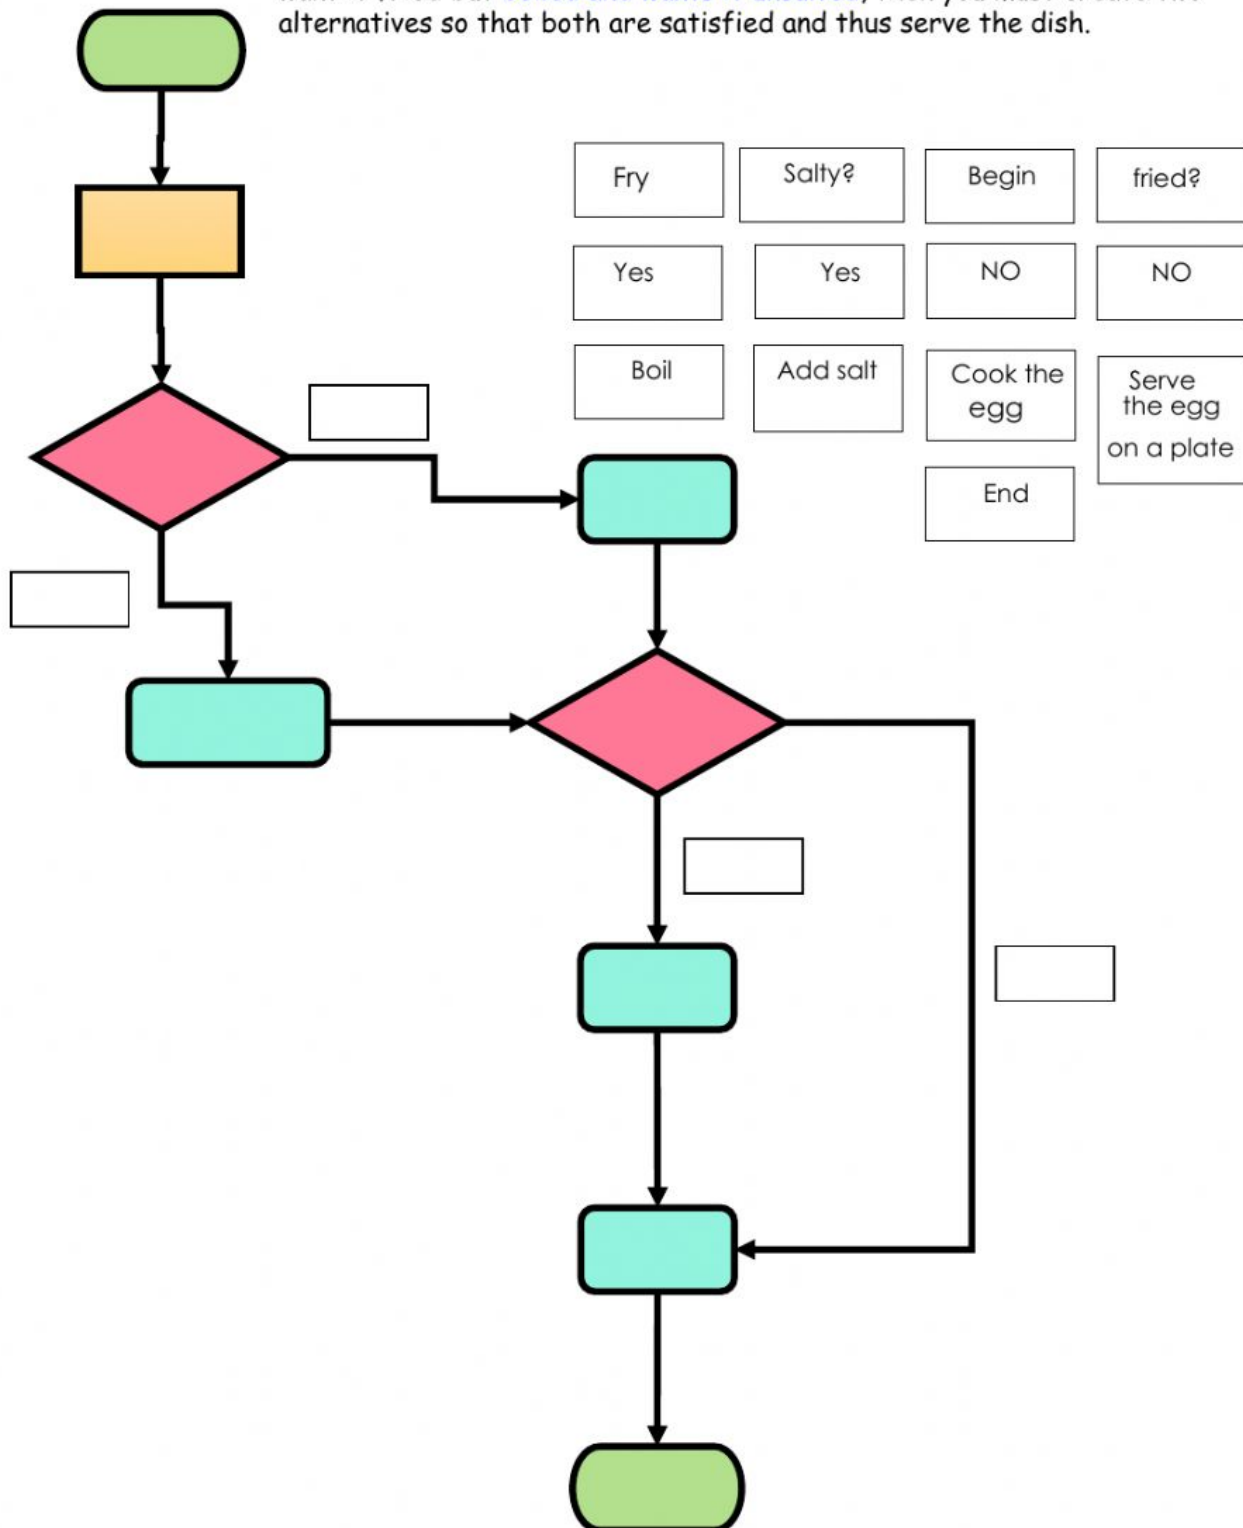 alternatives so that both are satisfied and thus serve the dish.
Fry
Salty?
Begin
fried?
Yes
Yes
NO
NO
Boil
Add salt
Cook the
egg
Serve
the egg
on a plate
End